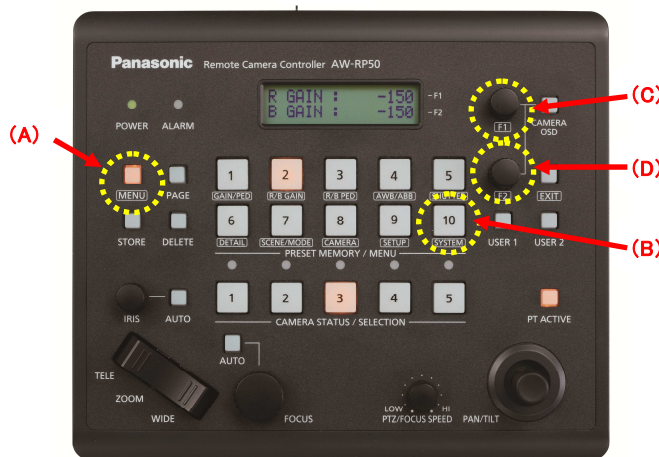 Panasonic Remote Camera Controller AW-RP50
R GAIN : -150 -F1
B GAIN : -150 -F2
(C)
F1
CAMERA
OSD
POWER ALARM
(A)
(D)
1 2 3 4 5
MENU PAGE GAIN/PED R/B GAIN R/B PED AWB/ABB F2 EXIT
6 7 8 9 10
(B)
STORE DELETE DETAIL SCENE/MODE CAMERA SETUP SYSTEM USER 1 USER 2
PRESET MEMORY / MENU
1 2 3 4 5
IRIS AUTO PT ACTIVE
CAMERA STATUS / SELECTION
AUTO
TELE
ZOOM
WIDE
FOCUS
LOW HI
PTZ/FOCUS SPEED
PAN/TILT